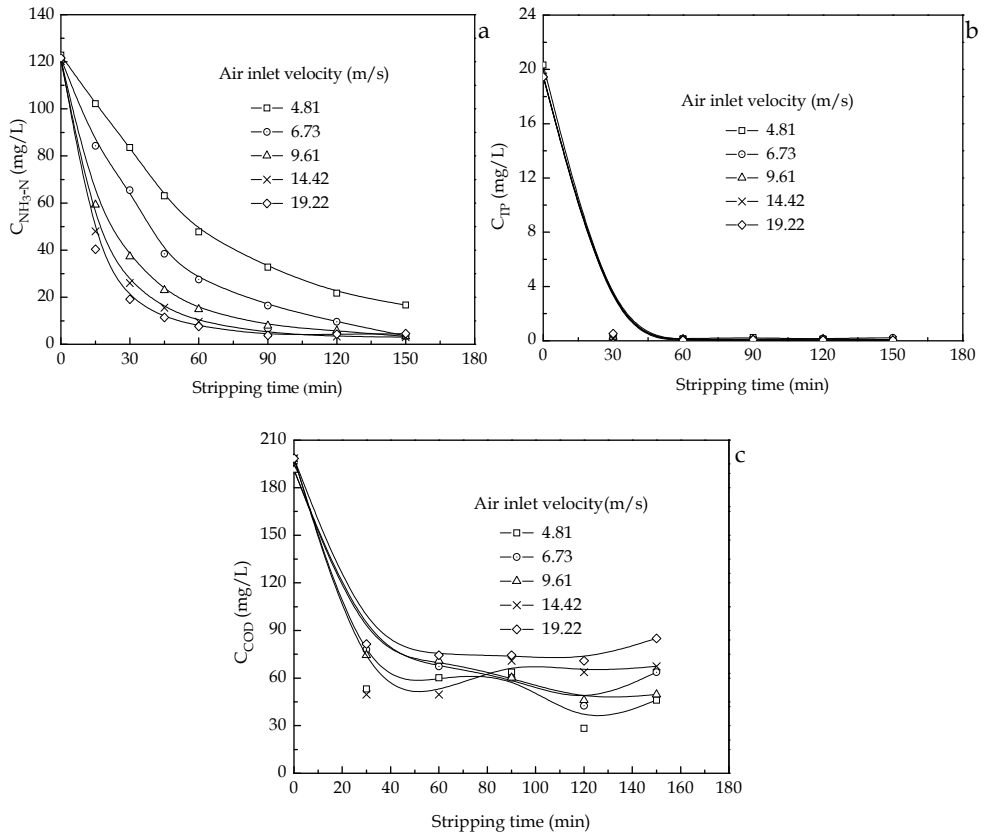 a
140
120
100
80
60
40
20
0
C_NH3-N (mg/L)
Air inlet velocity (m/s)
4.81
6.73
9.61
14.42
19.22
0 30 60 90 120 150 180
Stripping time (min)
b
24
20
16
12
8
4
0
C_TP (mg/L)
Air inlet velocity (m/s)
4.81
6.73
9.61
14.42
19.22
0 30 60 90 120 150 180
Stripping time (min)
c
210
180
150
120
90
60
30
0
C_COD (mg/L)
Air inlet velocity(m/s)
4.81
6.73
9.61
14.42
19.22
0 20 40 60 80 100 120 140 160 180
Stripping time (min)